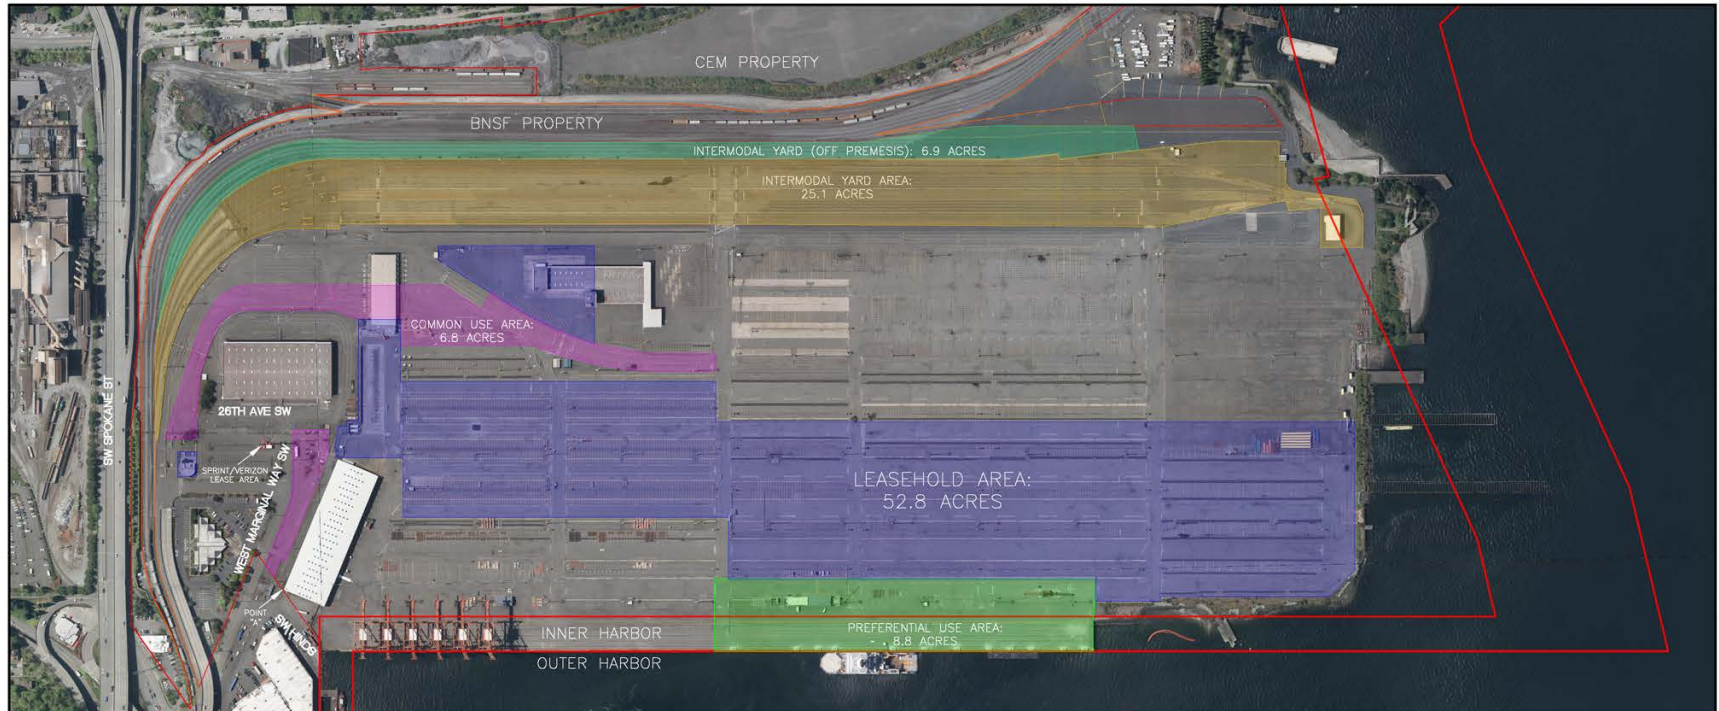 CEM PROPERTY
BNSF PROPERTY
INTERMODAL YARD (OFF PREMESIS): 6.9 ACRES
INTERMODAL YARD AREA:
25.1 ACRES
COMMON USE AREA:
6.8 ACRES
SW SPOKANE ST
26TH AVE SW
SPRINT/VERIZON
LEASE AREA
WEST MARGINAL WAY SW
LEASEHOLD AREA:
52.8 ACRES
POINT
"A"
SW HINDS
INNER HARBOR
PREFERENTIAL USE AREA:
- . 8.8 ACRES
OUTER HARBOR